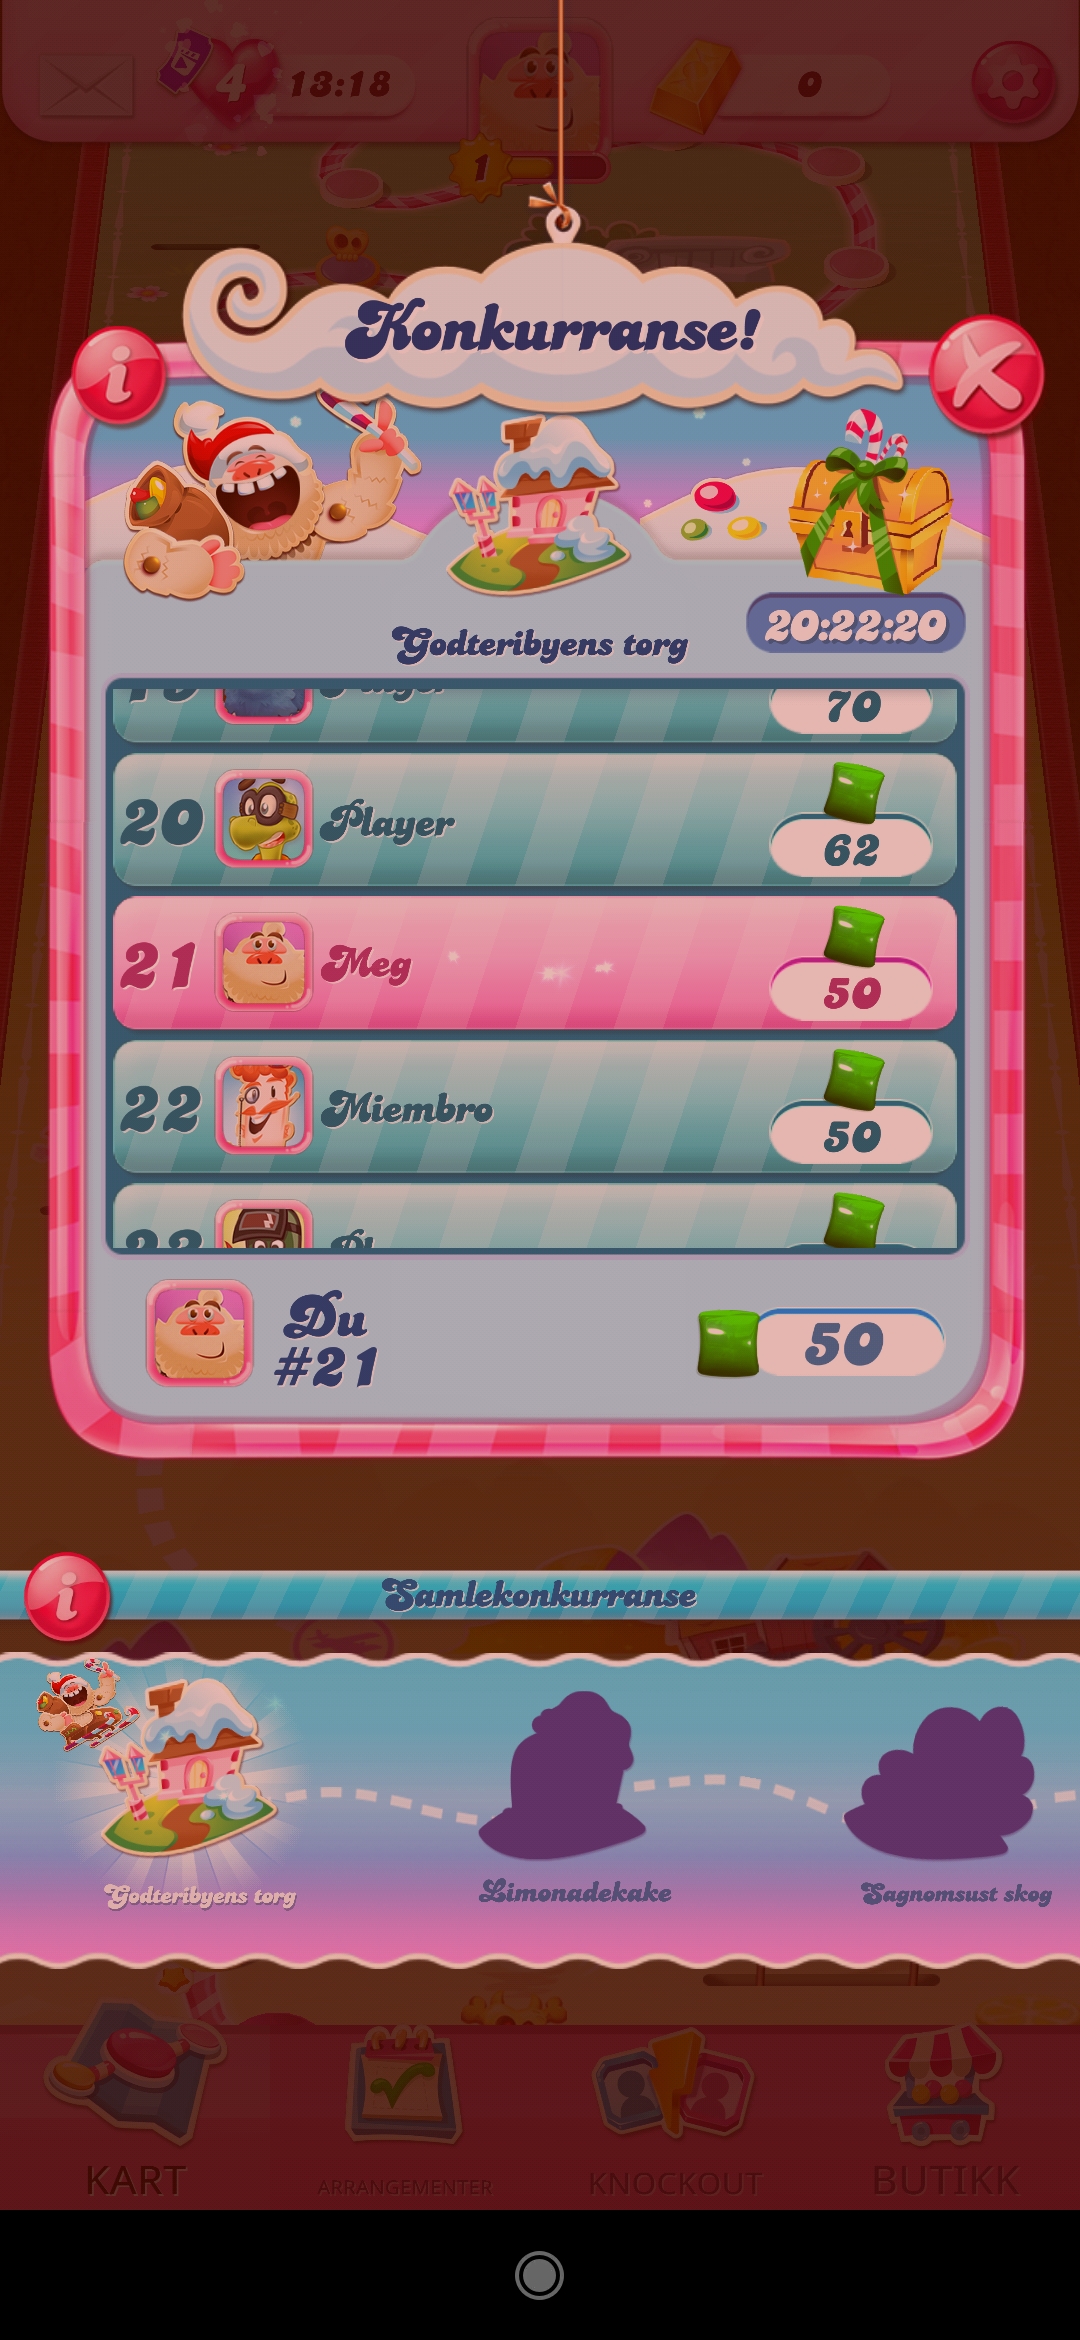 4
13:18
0
1
Konkurranse!
20:22:20
Godteribyens torg
70
20 Player 62
21 Meg 50
22 Miembro 50
Du
#21
50
Samlekonkurranse
Godteribyens torg
Limonadekake
Sagnomsust skog
KART
ARRANGEMENTER
KNOCKOUT
BUTIKK